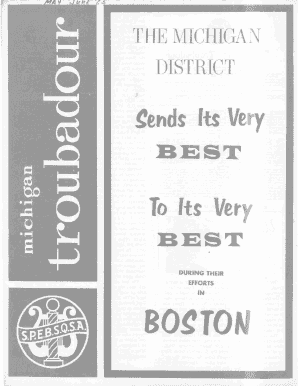 MAY JUNE
michigan
troubadour
S.P.E.B.S.Q.S.A
THE MICHIGAN
DISTRICT
Sends Its Very
BEST
To Its Very
BEST
DURING THEIR
EFFORTS
IN
BOSTON